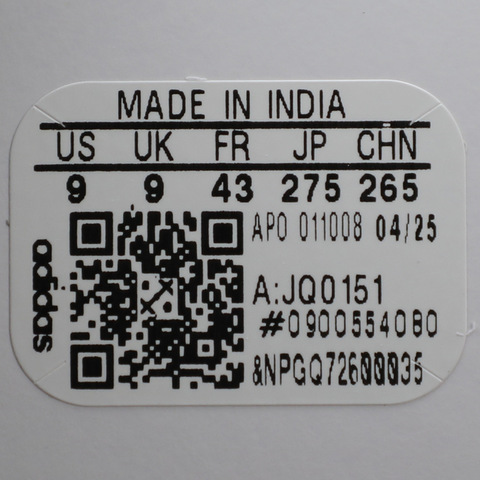 MADE IN INDIA
US UK FR JP CHN
9 9 43 275 265
APO 011008 04/25
adidas
A:JQ0151
#0900554080
&NPGQ72600035